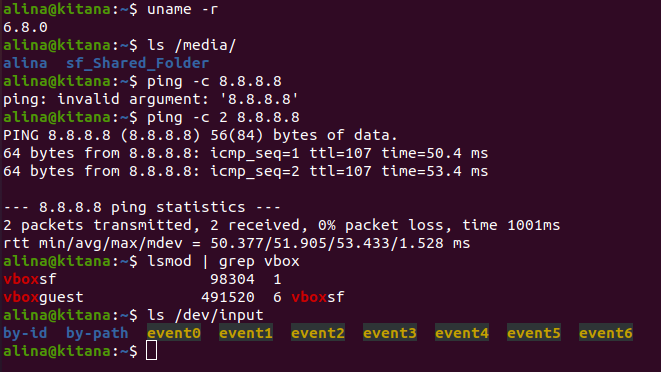 alina@kitana:~$ uname -r
6.8.0
alina@kitana:~$ ls /media/
alina  sf_Shared_Folder
alina@kitana:~$ ping -c 8.8.8.8
ping: invalid argument: '8.8.8.8'
alina@kitana:~$ ping -c 2 8.8.8.8
PING 8.8.8.8 (8.8.8.8) 56(84) bytes of data.
64 bytes from 8.8.8.8: icmp_seq=1 ttl=107 time=50.4 ms
64 bytes from 8.8.8.8: icmp_seq=2 ttl=107 time=53.4 ms

--- 8.8.8.8 ping statistics ---
2 packets transmitted, 2 received, 0% packet loss, time 1001ms
rtt min/avg/max/mdev = 50.377/51.905/53.433/1.528 ms
alina@kitana:~$ lsmod | grep vbox
vboxsf                 98304  1
vboxguest             491520  6 vboxsf
alina@kitana:~$ ls /dev/input
by-id  by-path  event0  event1  event2  event3  event4  event5  event6
alina@kitana:~$